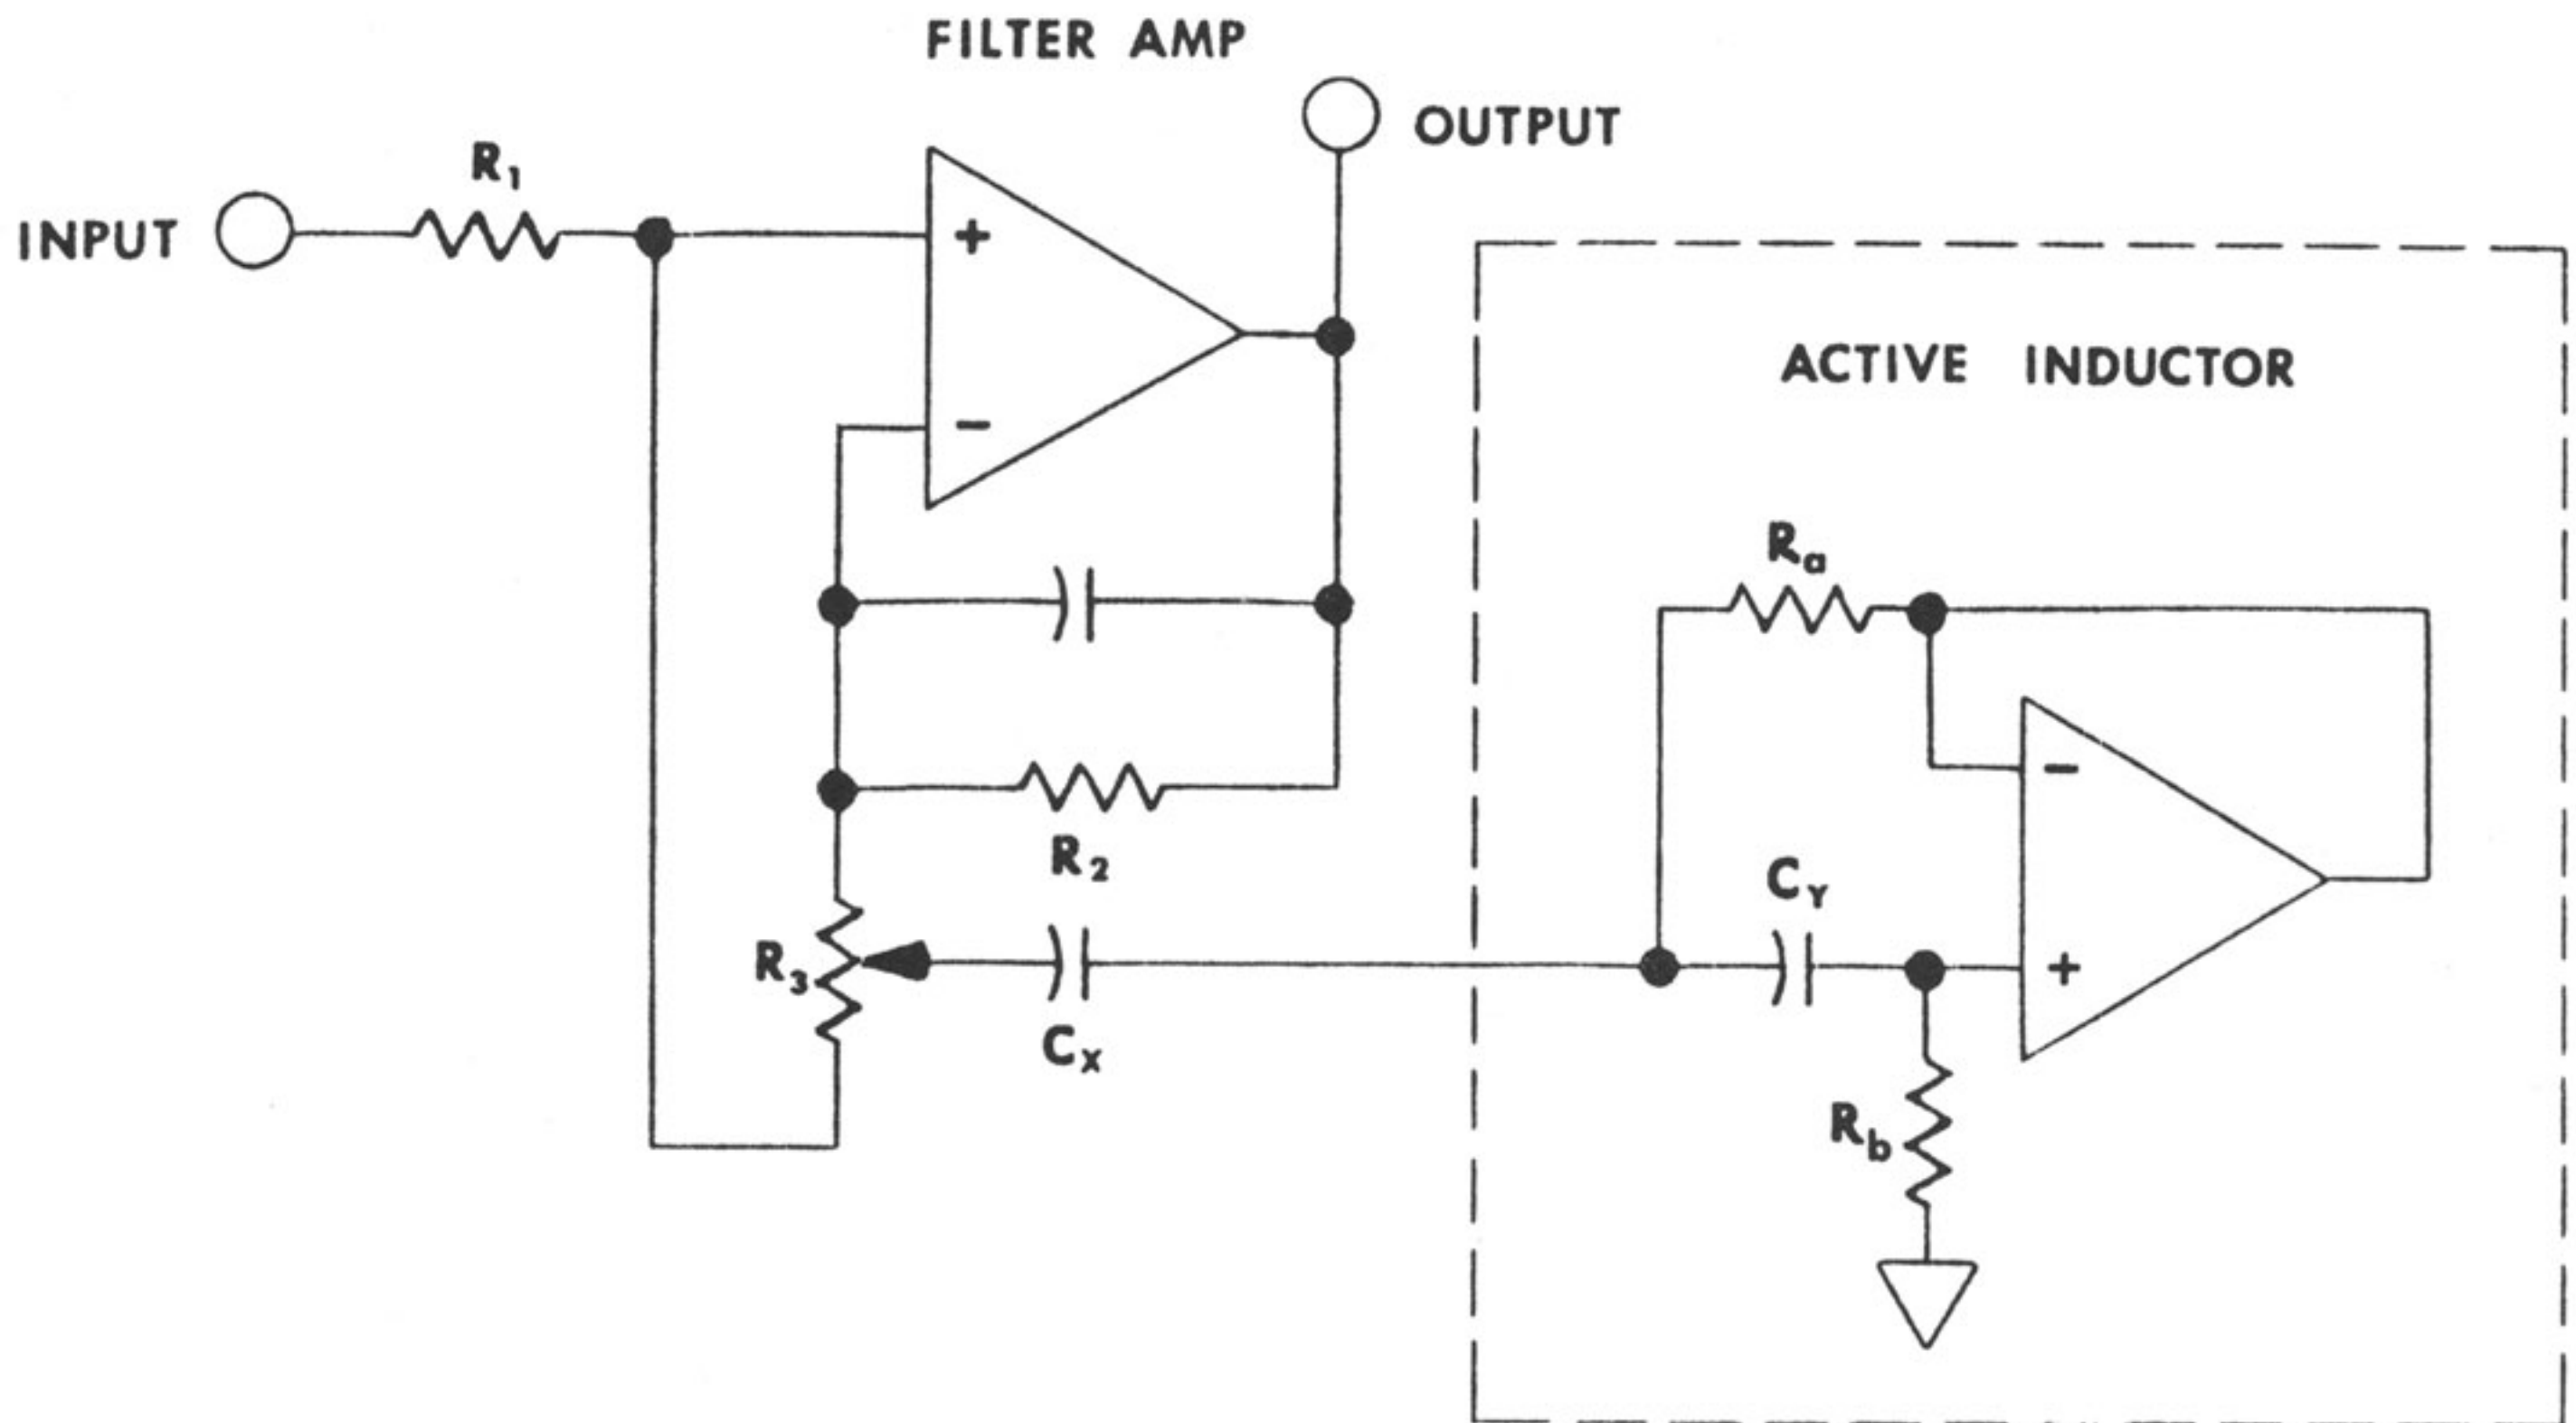 FILTER AMP
OUTPUT
R1
INPUT
+
−
ACTIVE INDUCTOR
Ra
−
R2
CY
R3
+
CX
Rb